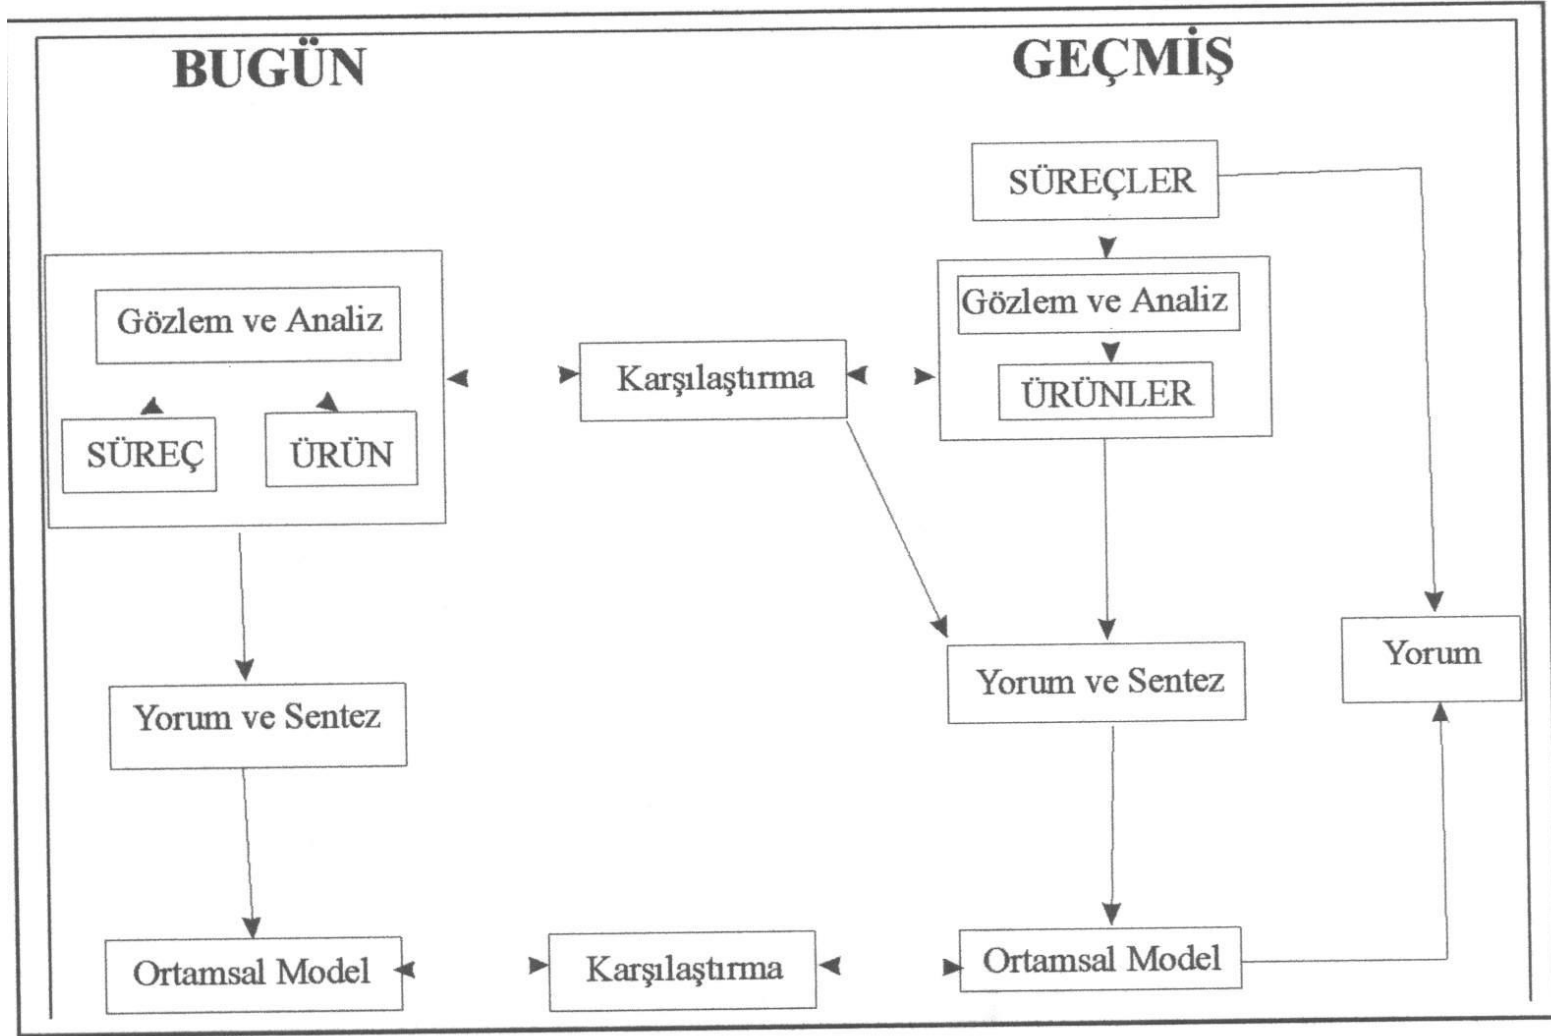 BUGÜN
GEÇMİŞ
SÜREÇLER
Gözlem ve Analiz
SÜREÇ
ÜRÜN
Karşılaştırma
Gözlem ve Analiz
ÜRÜNLER
Yorum ve Sentez
Yorum ve Sentez
Yorum
Ortamsal Model
Karşılaştırma
Ortamsal Model